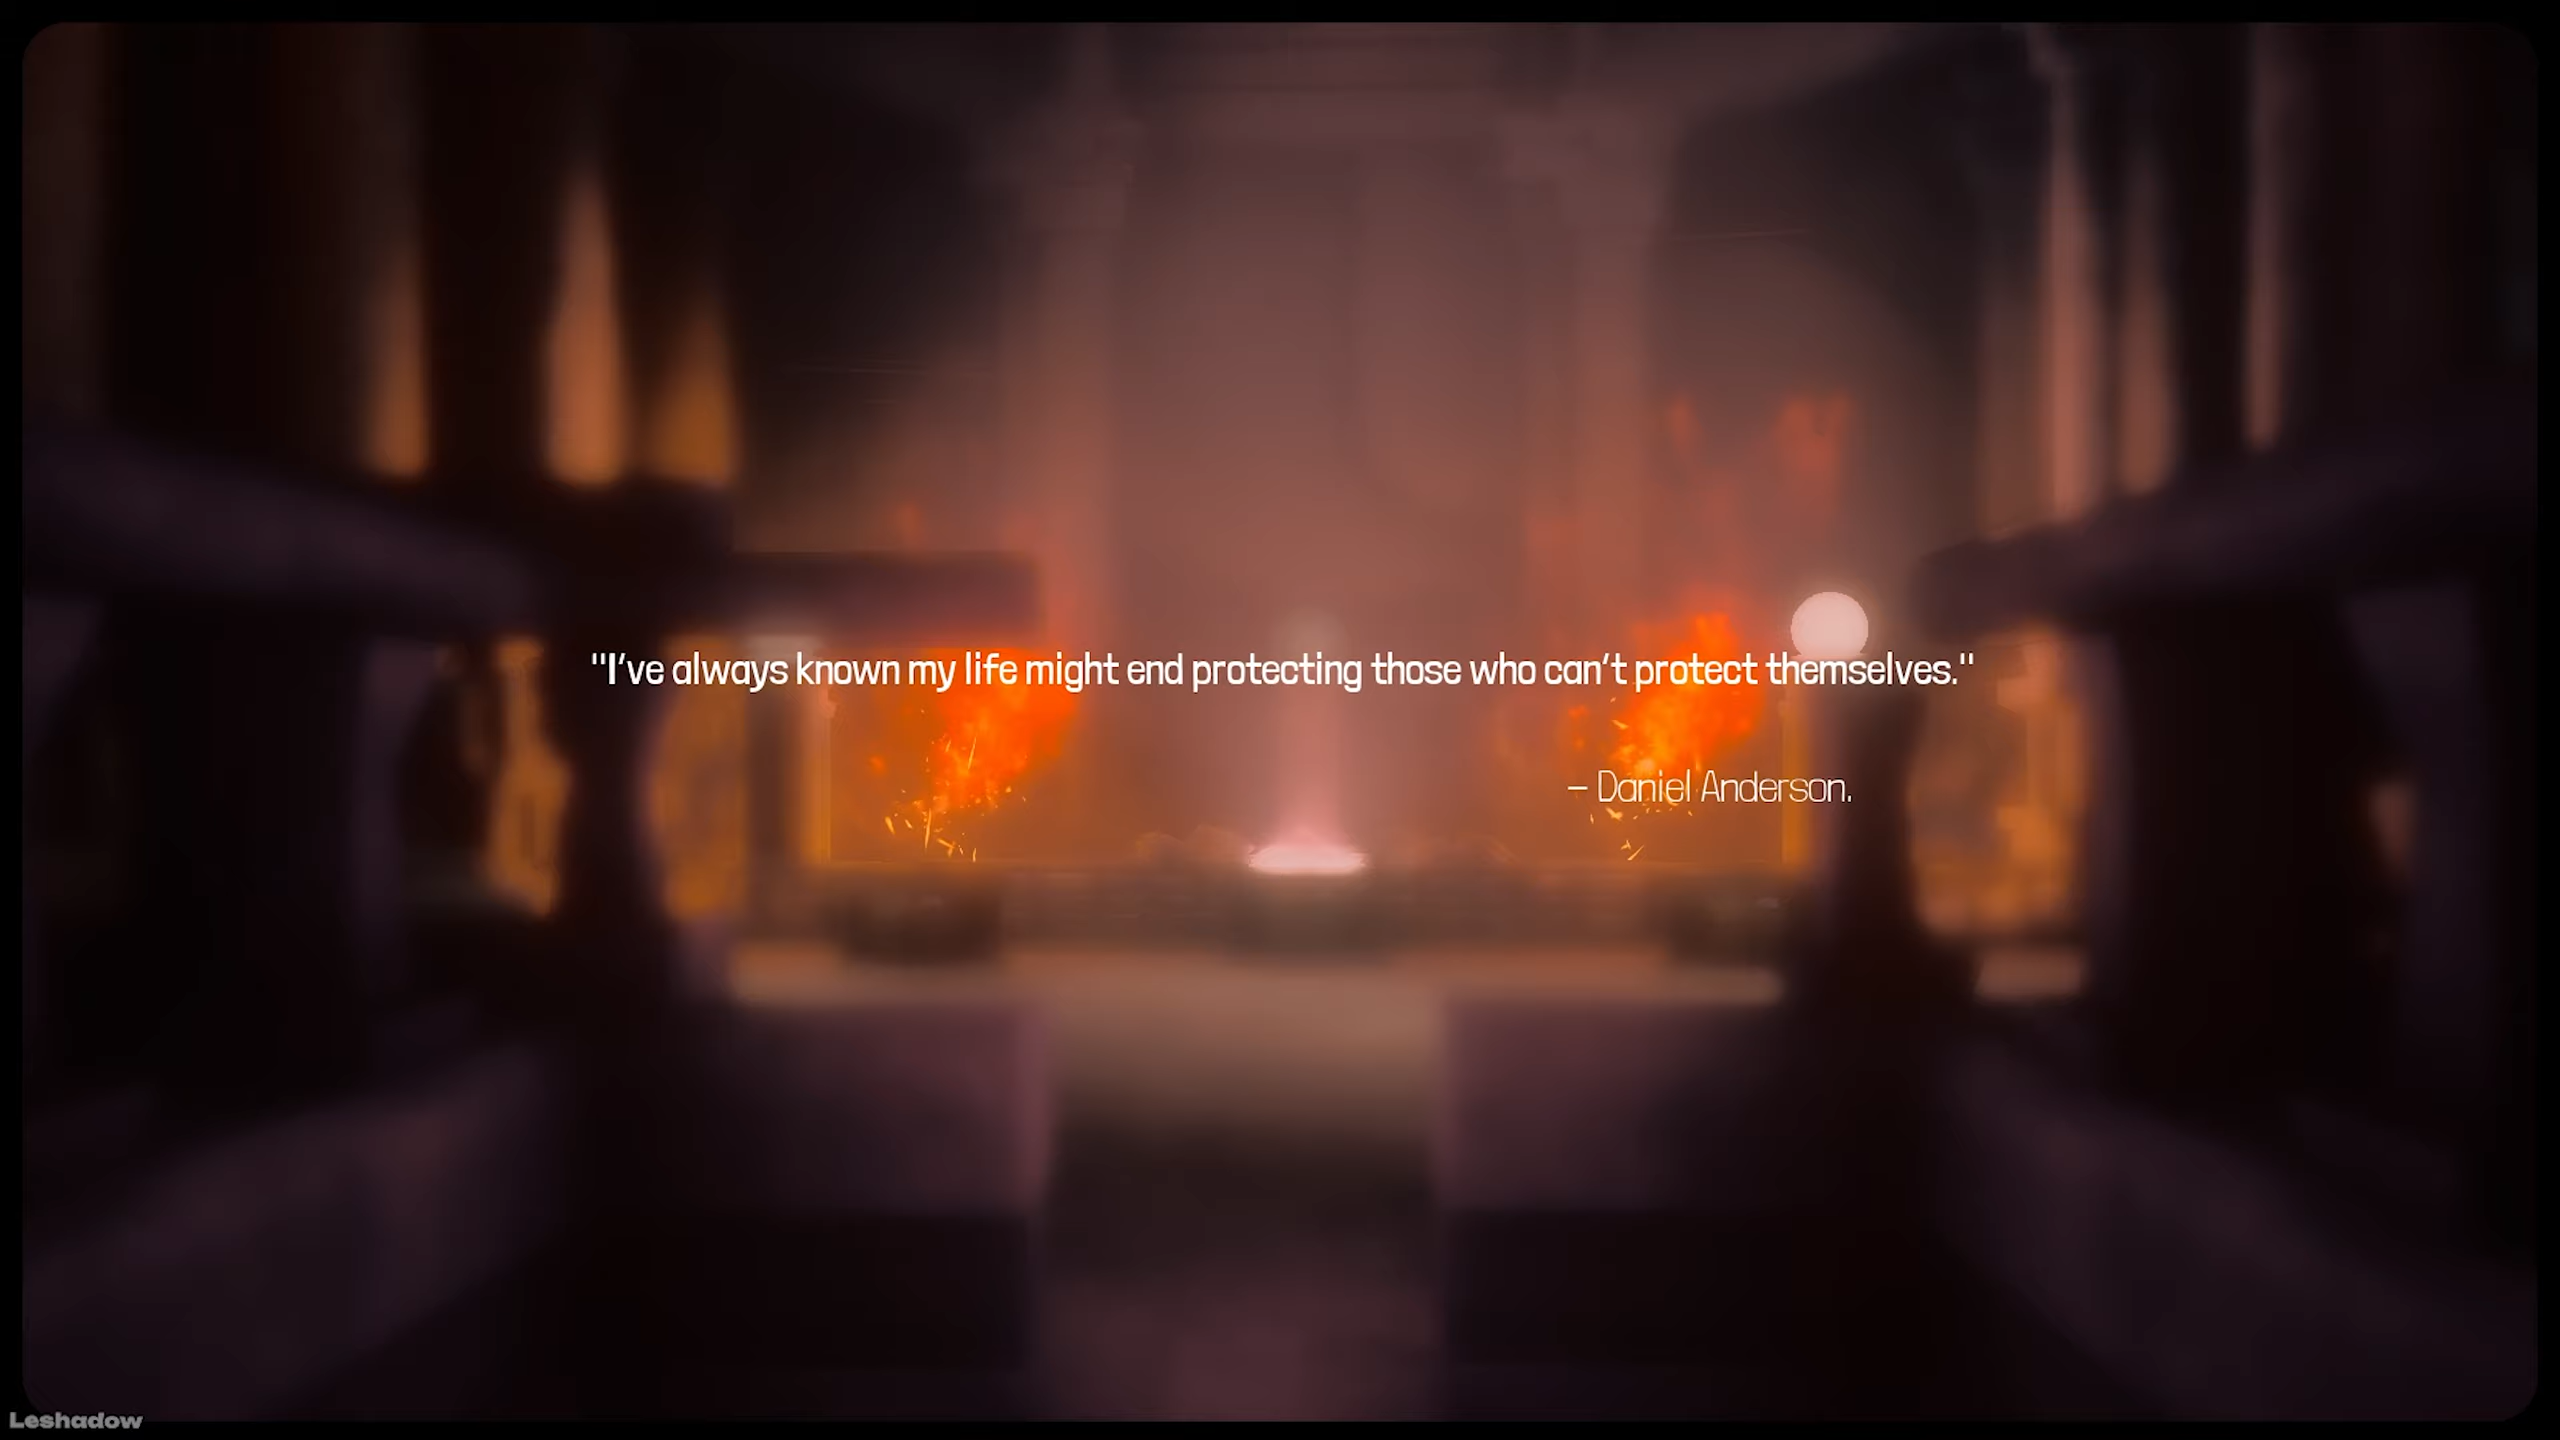 "I've always known my life might end protecting those who can't protect themselves."
– Daniel Anderson.
Leshadow